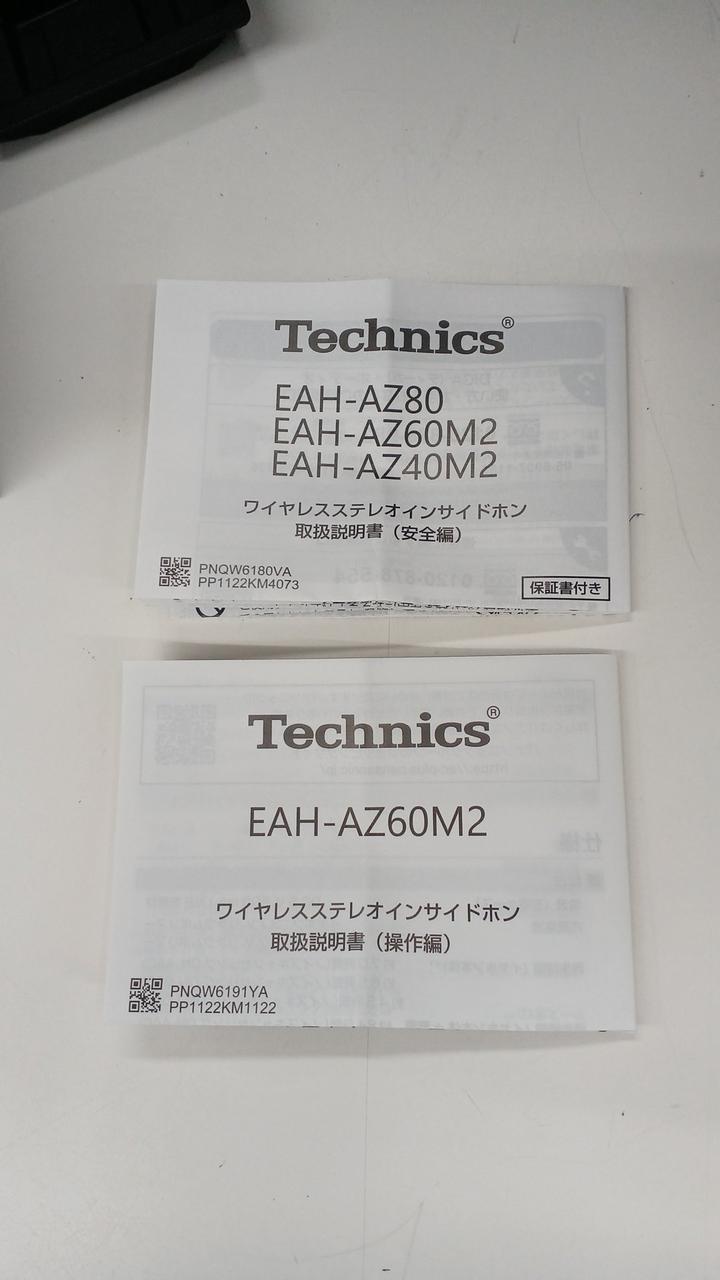 Technics®
EAH-AZ80
EAH-AZ60M2
EAH-AZ40M2
ワイヤレスステレオインサイドホン
取扱説明書（安全編）
PNQW6180VA
PP1122KM4073
保証書付き
Technics®
EAH-AZ60M2
ワイヤレスステレオインサイドホン
取扱説明書（操作編）
PNQW6191YA
PP1122KM1122